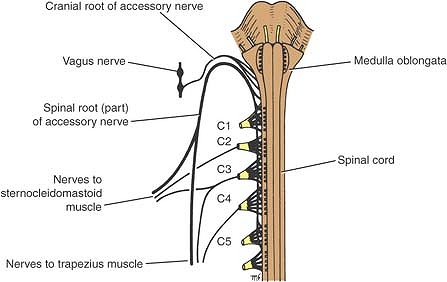 Cranial root of accessory nerve
Vagus nerve
Medulla oblongata
Spinal root (part)
of accessory nerve
C1
C2
C3
C4
C5
Spinal cord
Nerves to
sternocleidomastoid
muscle
Nerves to trapezius muscle